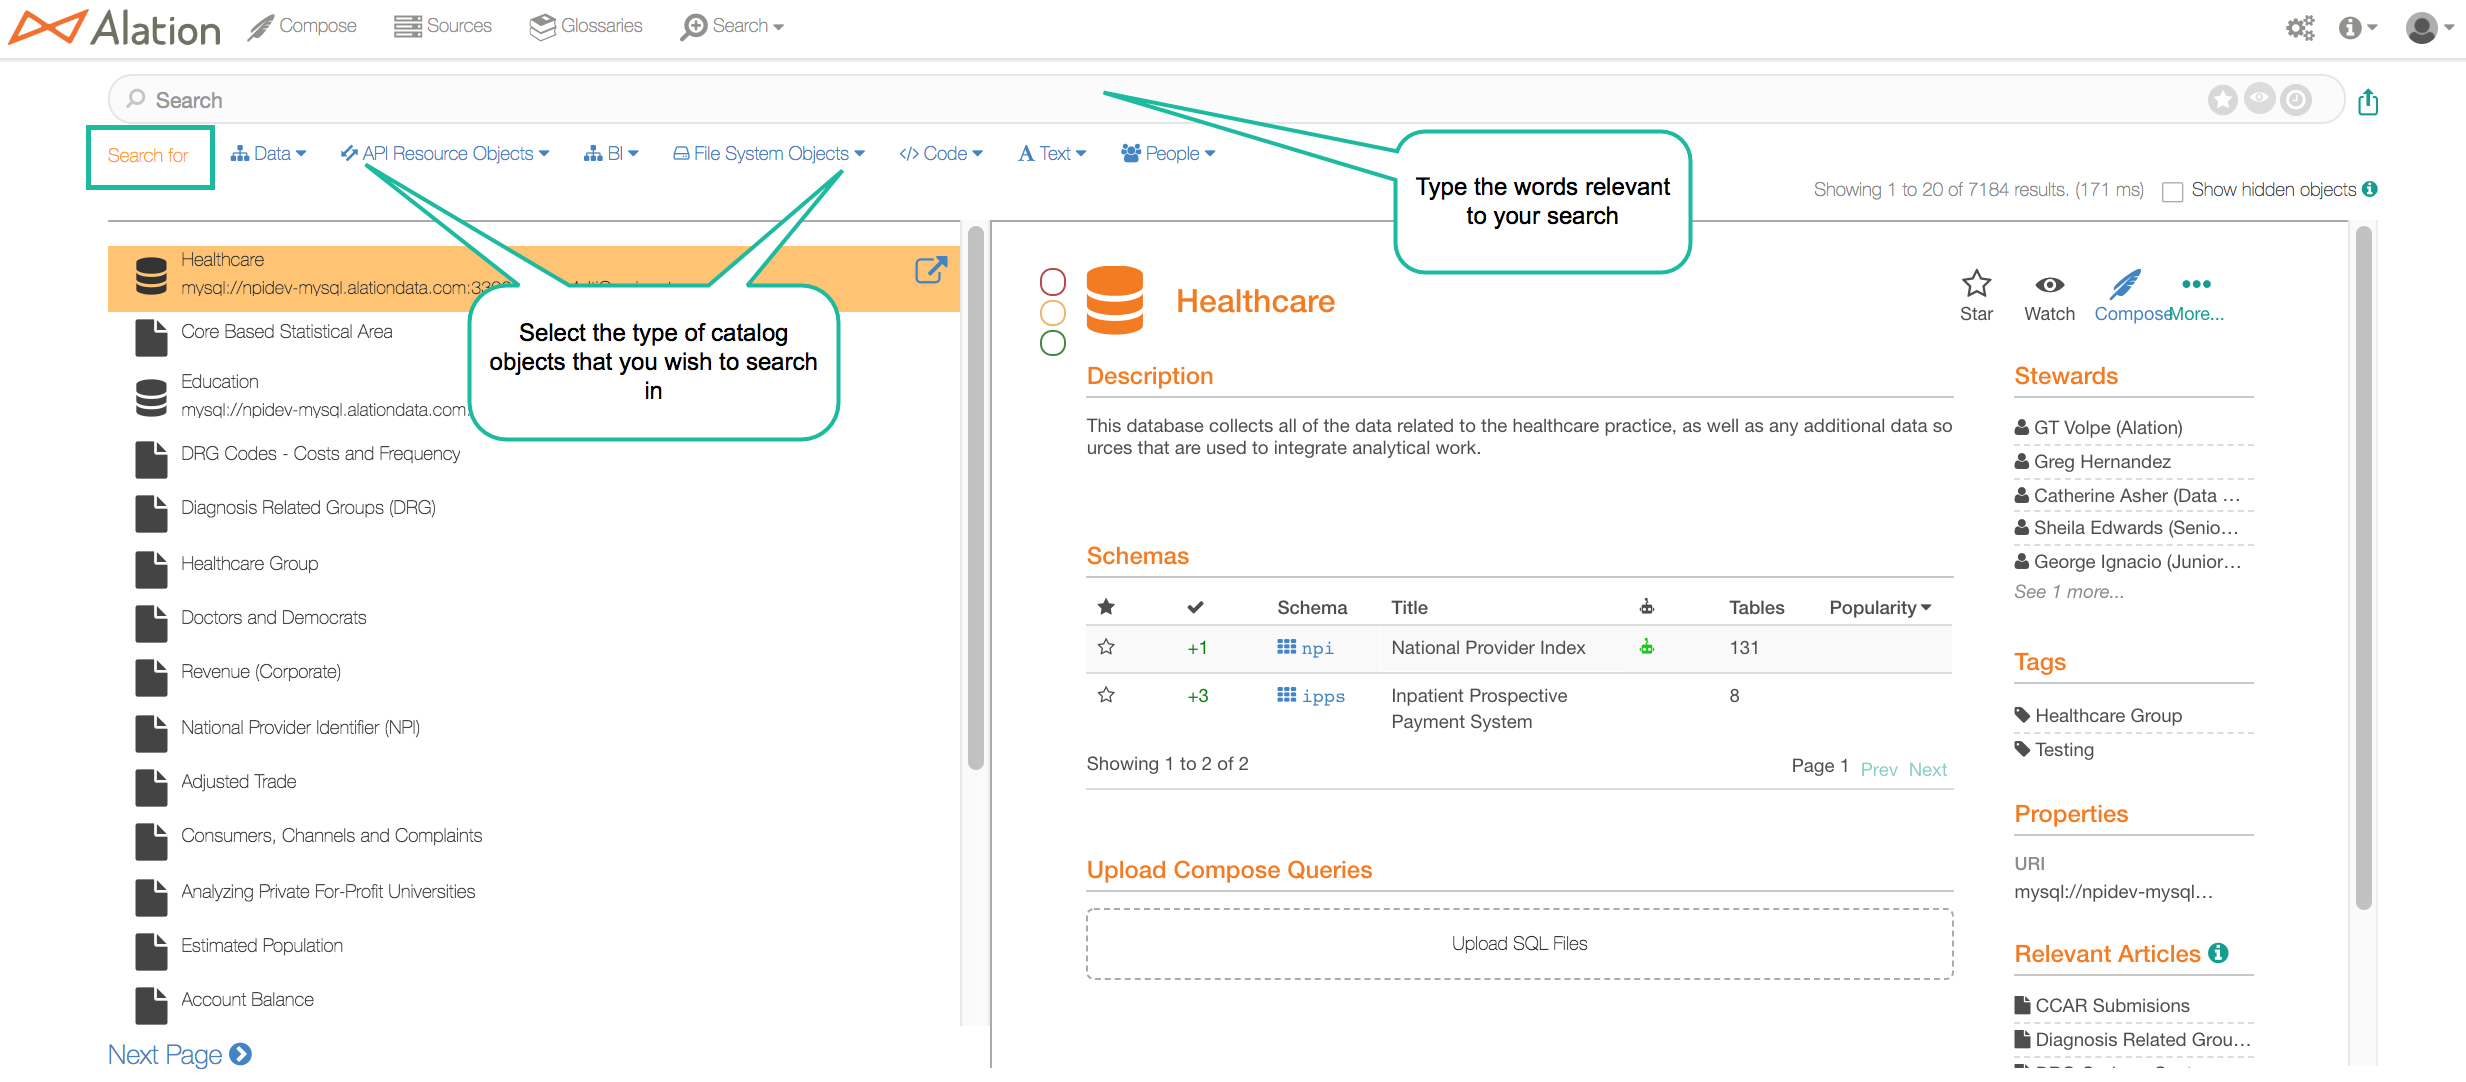 Alation Compose Sources Glossaries Search
Search
Search for Data API Resource Objects BI File System Objects </> Code A Text People
Type the words relevant
to your search
Showing 1 to 20 of 7184 results. (171 ms) Show hidden objects
Healthcare
mysql://npidev-mysql.alationdata.com:
Select the type of catalog
objects that you wish to search
in
Core Based Statistical Area
Education
mysql://npidev-mysql.alationdata.com:
DRG Codes - Costs and Frequency
Diagnosis Related Groups (DRG)
Healthcare Group
Doctors and Democrats
Revenue (Corporate)
National Provider Identifier (NPI)
Adjusted Trade
Consumers, Channels and Complaints
Analyzing Private For-Profit Universities
Estimated Population
Account Balance
Next Page
Healthcare
Star Watch Compose More...
Description
This database collects all of the data related to the healthcare practice, as well as any additional data so
urces that are used to integrate analytical work.
Schemas
Schema Title Tables Popularity
+1 npi National Provider Index 131
+3 ipps Inpatient Prospective 8
Payment System
Showing 1 to 2 of 2 Page 1 Prev Next
Upload Compose Queries
Upload SQL Files
Stewards
GT Volpe (Alation)
Greg Hernandez
Catherine Asher (Data ...
Sheila Edwards (Senio...
George Ignacio (Junior...
See 1 more...
Tags
Healthcare Group
Testing
Properties
URI
mysql://npidev-mysql...
Relevant Articles
CCAR Submisions
Diagnosis Related Grou...